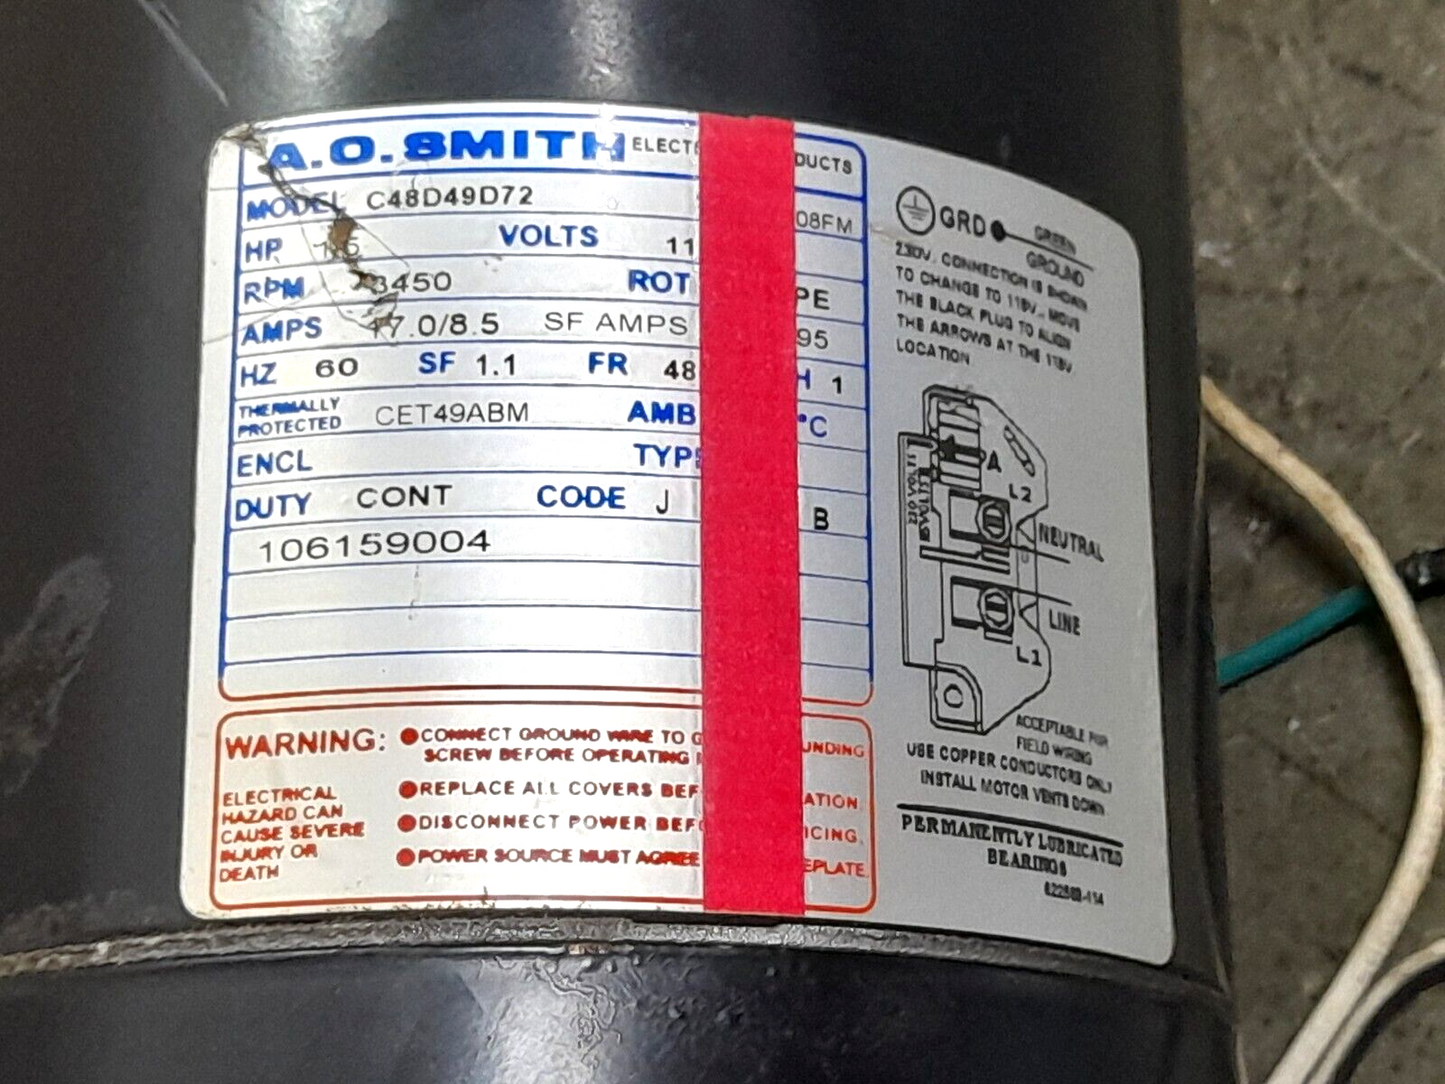 A.O. SMITH ELECT DUCTS
MODEL C48D49D72 08FM
HP 1.5 VOLTS 11
RPM 3450 ROT PE
AMPS 17.0/8.5 SF AMPS 95
HZ 60 SF 1.1 FR 48 H 1
THERMALLY
PROTECTED CET49ABM AMB °C
ENCL TYPE
DUTY CONT CODE J B
106159004
WARNING:
ELECTRICAL
HAZARD CAN
CAUSE SEVERE
INJURY OR
DEATH
CONNECT GROUND WIRE TO G UNDING
SCREW BEFORE OPERATING
REPLACE ALL COVERS BEF ATION
DISCONNECT POWER BEF ICING
POWER SOURCE MUST AGREE EPLATE
GRD GREEN
GROUND
230V. CONNECTION IS SHOWN
TO CHANGE TO 115V., MOVE
THE BLACK PLUG TO ALIGN
THE ARROWS AT THE 115V
LOCATION
A
L2
NEUTRAL
LINE
L1
ACCEPTABLE FOR
FIELD WIRING
USE COPPER CONDUCTORS ONLY
INSTALL MOTOR VENTS DOWN
PERMANENTLY LUBRICATED
BEARINGS